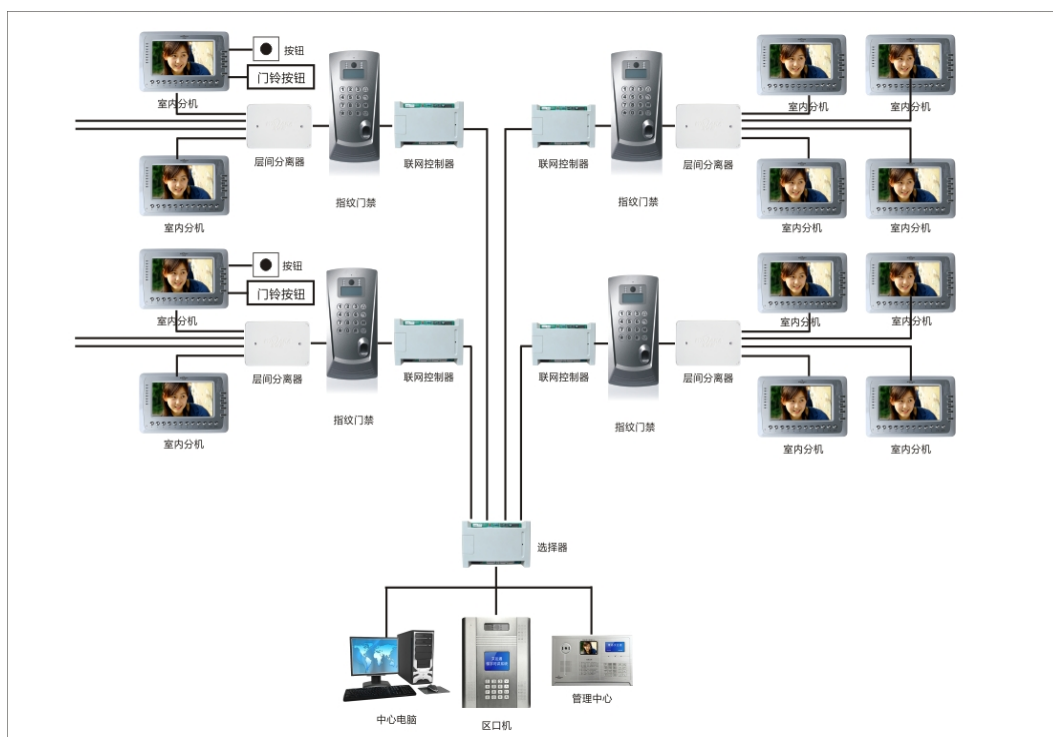 按钮
门铃按钮
室内分机
室内分机
室内分机
层间分离器
联网控制器
联网控制器
层间分离器
指纹门禁
指纹门禁
室内分机
室内分机
室内分机
按钮
门铃按钮
室内分机
室内分机
室内分机
层间分离器
联网控制器
联网控制器
层间分离器
指纹门禁
指纹门禁
室内分机
室内分机
室内分机
选择器
中心电脑
区口机
管理中心